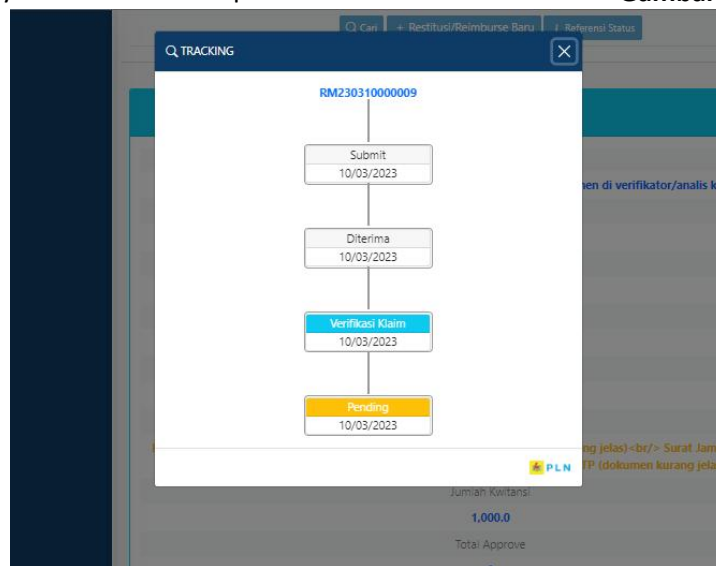 Gambar
Cari + Restitusi/Reimburse Baru i Referensi Status
TRACKING
RM230310000009
Submit
10/03/2023
en di verifikator/analis k
Diterima
10/03/2023
Verifikasi Klaim
10/03/2023
Pending
10/03/2023
ng jelas)<br/> Surat Jam
PLN
TP (dokumen kurang jela
Jumlah Kwitansi
1,000.0
Total Approve